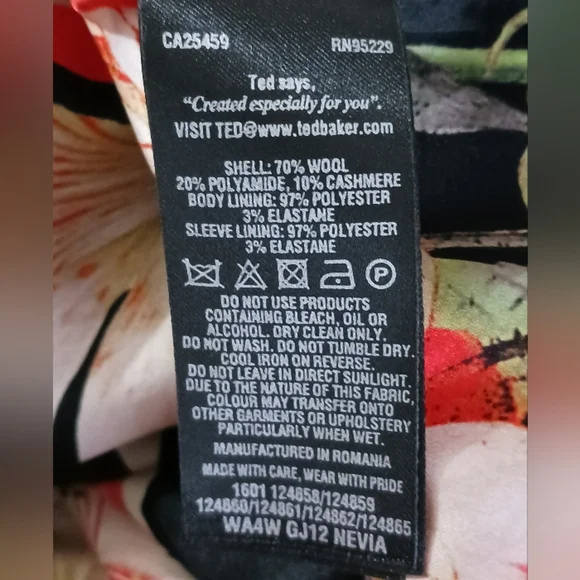 CA25459 RN95229
Ted says,
"Created especially for you".
VISIT TED@www.tedbaker.com
SHELL: 70% WOOL
20% POLYAMIDE, 10% CASHMERE
BODY LINING: 97% POLYESTER
3% ELASTANE
SLEEVE LINING: 97% POLYESTER
3% ELASTANE
P
DO NOT USE PRODUCTS
CONTAINING BLEACH, OIL OR
ALCOHOL. DRY CLEAN ONLY.
DO NOT WASH. DO NOT TUMBLE DRY.
COOL IRON ON REVERSE.
DO NOT LEAVE IN DIRECT SUNLIGHT.
DUE TO THE NATURE OF THIS FABRIC,
COLOUR MAY TRANSFER ONTO
OTHER GARMENTS OR UPHOLSTERY
PARTICULARLY WHEN WET.
MANUFACTURED IN ROMANIA
MADE WITH CARE, WEAR WITH PRIDE
1601 124858/124859
124860/124861/124862/124865
WA4W GJ12 NEVIA